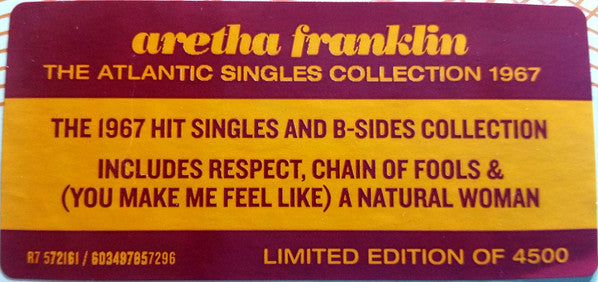 aretha franklin
THE ATLANTIC SINGLES COLLECTION 1967
THE 1967 HIT SINGLES AND B-SIDES COLLECTION
INCLUDES RESPECT, CHAIN OF FOOLS &
(YOU MAKE ME FEEL LIKE) A NATURAL WOMAN
R7 572161 / 603497857296 LIMITED EDITION OF 4500